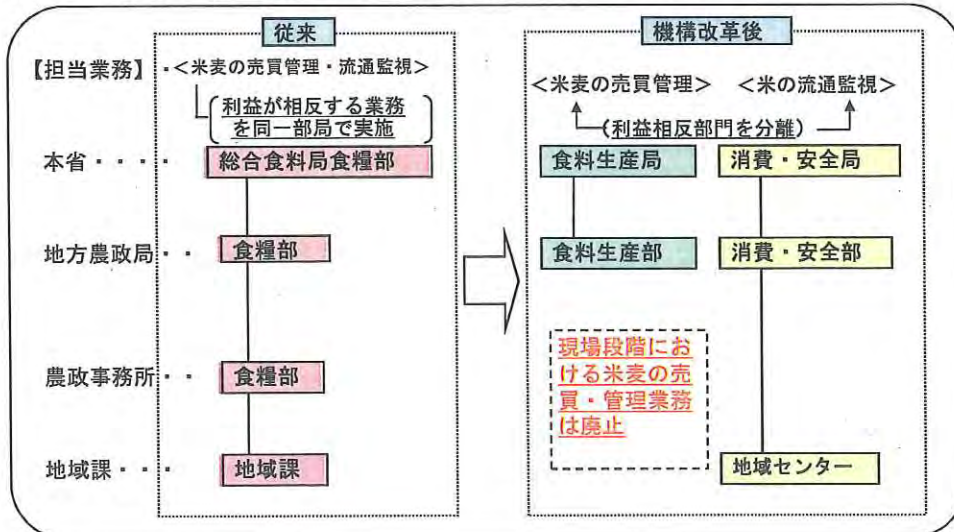 従来
機構改革後
【担当業務】・<米麦の売買管理・流通監視>
利益が相反する業務
を同一部局で実施
<米麦の売買管理>
<米の流通監視>
(利益相反部門を分離)
本省・・・・
総合食料局食糧部
食料生産局
消費・安全局
地方農政局・・
食糧部
食料生産部
消費・安全部
農政事務所・・
食糧部
現場段階にお
ける米麦の売
買・管理業務
は廃止
地域課・・・
地域課
地域センター